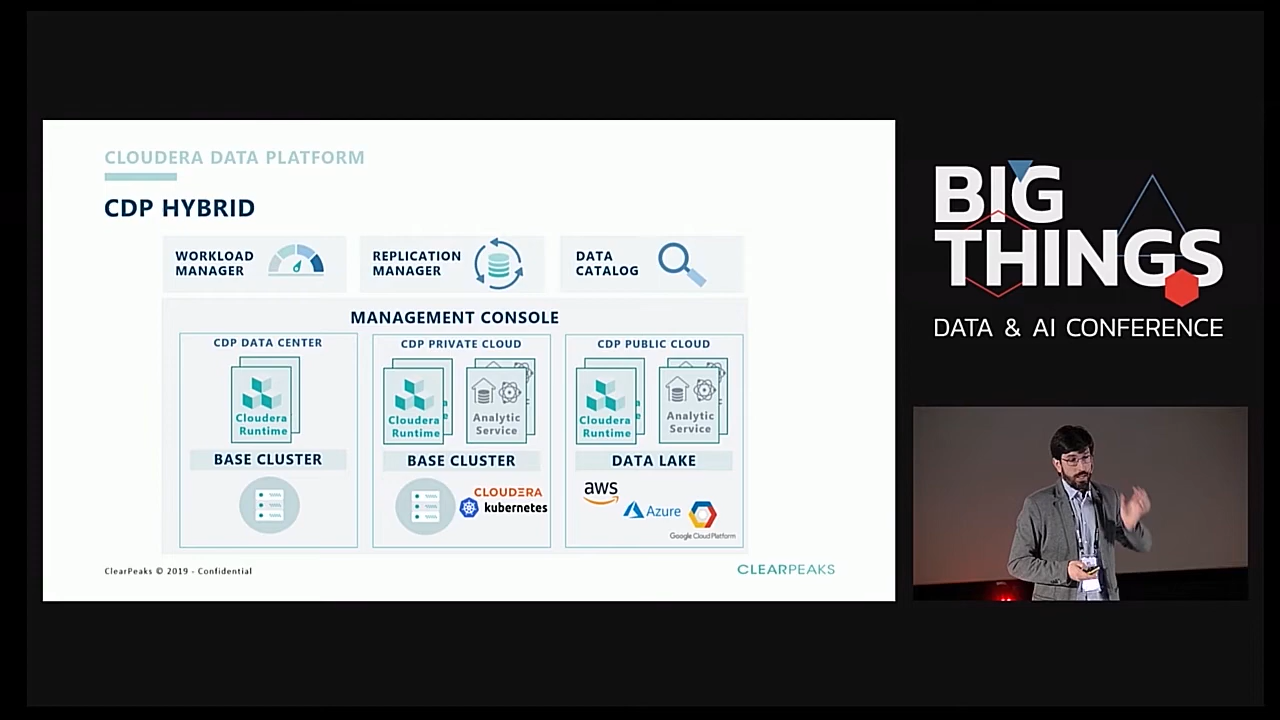 CLOUDERA DATA PLATFORM
CDP HYBRID
WORKLOAD
MANAGER
REPLICATION
MANAGER
DATA
CATALOG
MANAGEMENT CONSOLE
CDP DATA CENTER
Cloudera
Runtime
BASE CLUSTER
CDP PRIVATE CLOUD
Cloudera
Runtime
Analytic
Service
BASE CLUSTER
CLOUDERA
kubernetes
CDP PUBLIC CLOUD
Cloudera
Runtime
Analytic
Service
DATA LAKE
aws
Azure
Google Cloud Platform
ClearPeaks © 2019 - Confidential
CLEARPEAKS
BIG
THINGS
DATA & AI CONFERENCE